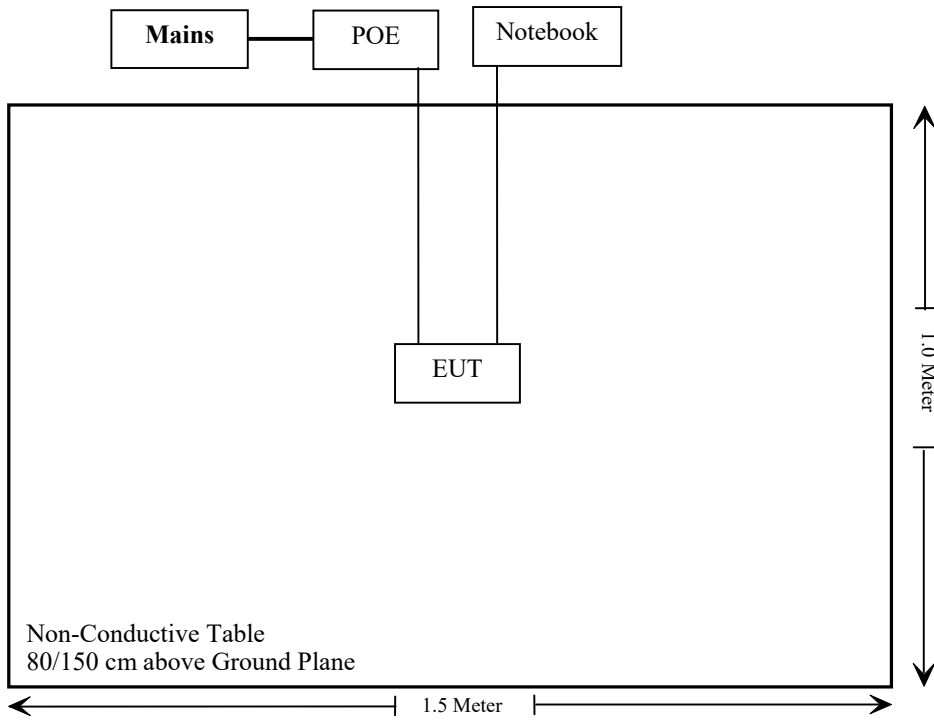 Mains
POE
Notebook
EUT
1.0 Meter
Non-Conductive Table
80/150 cm above Ground Plane
1.5 Meter